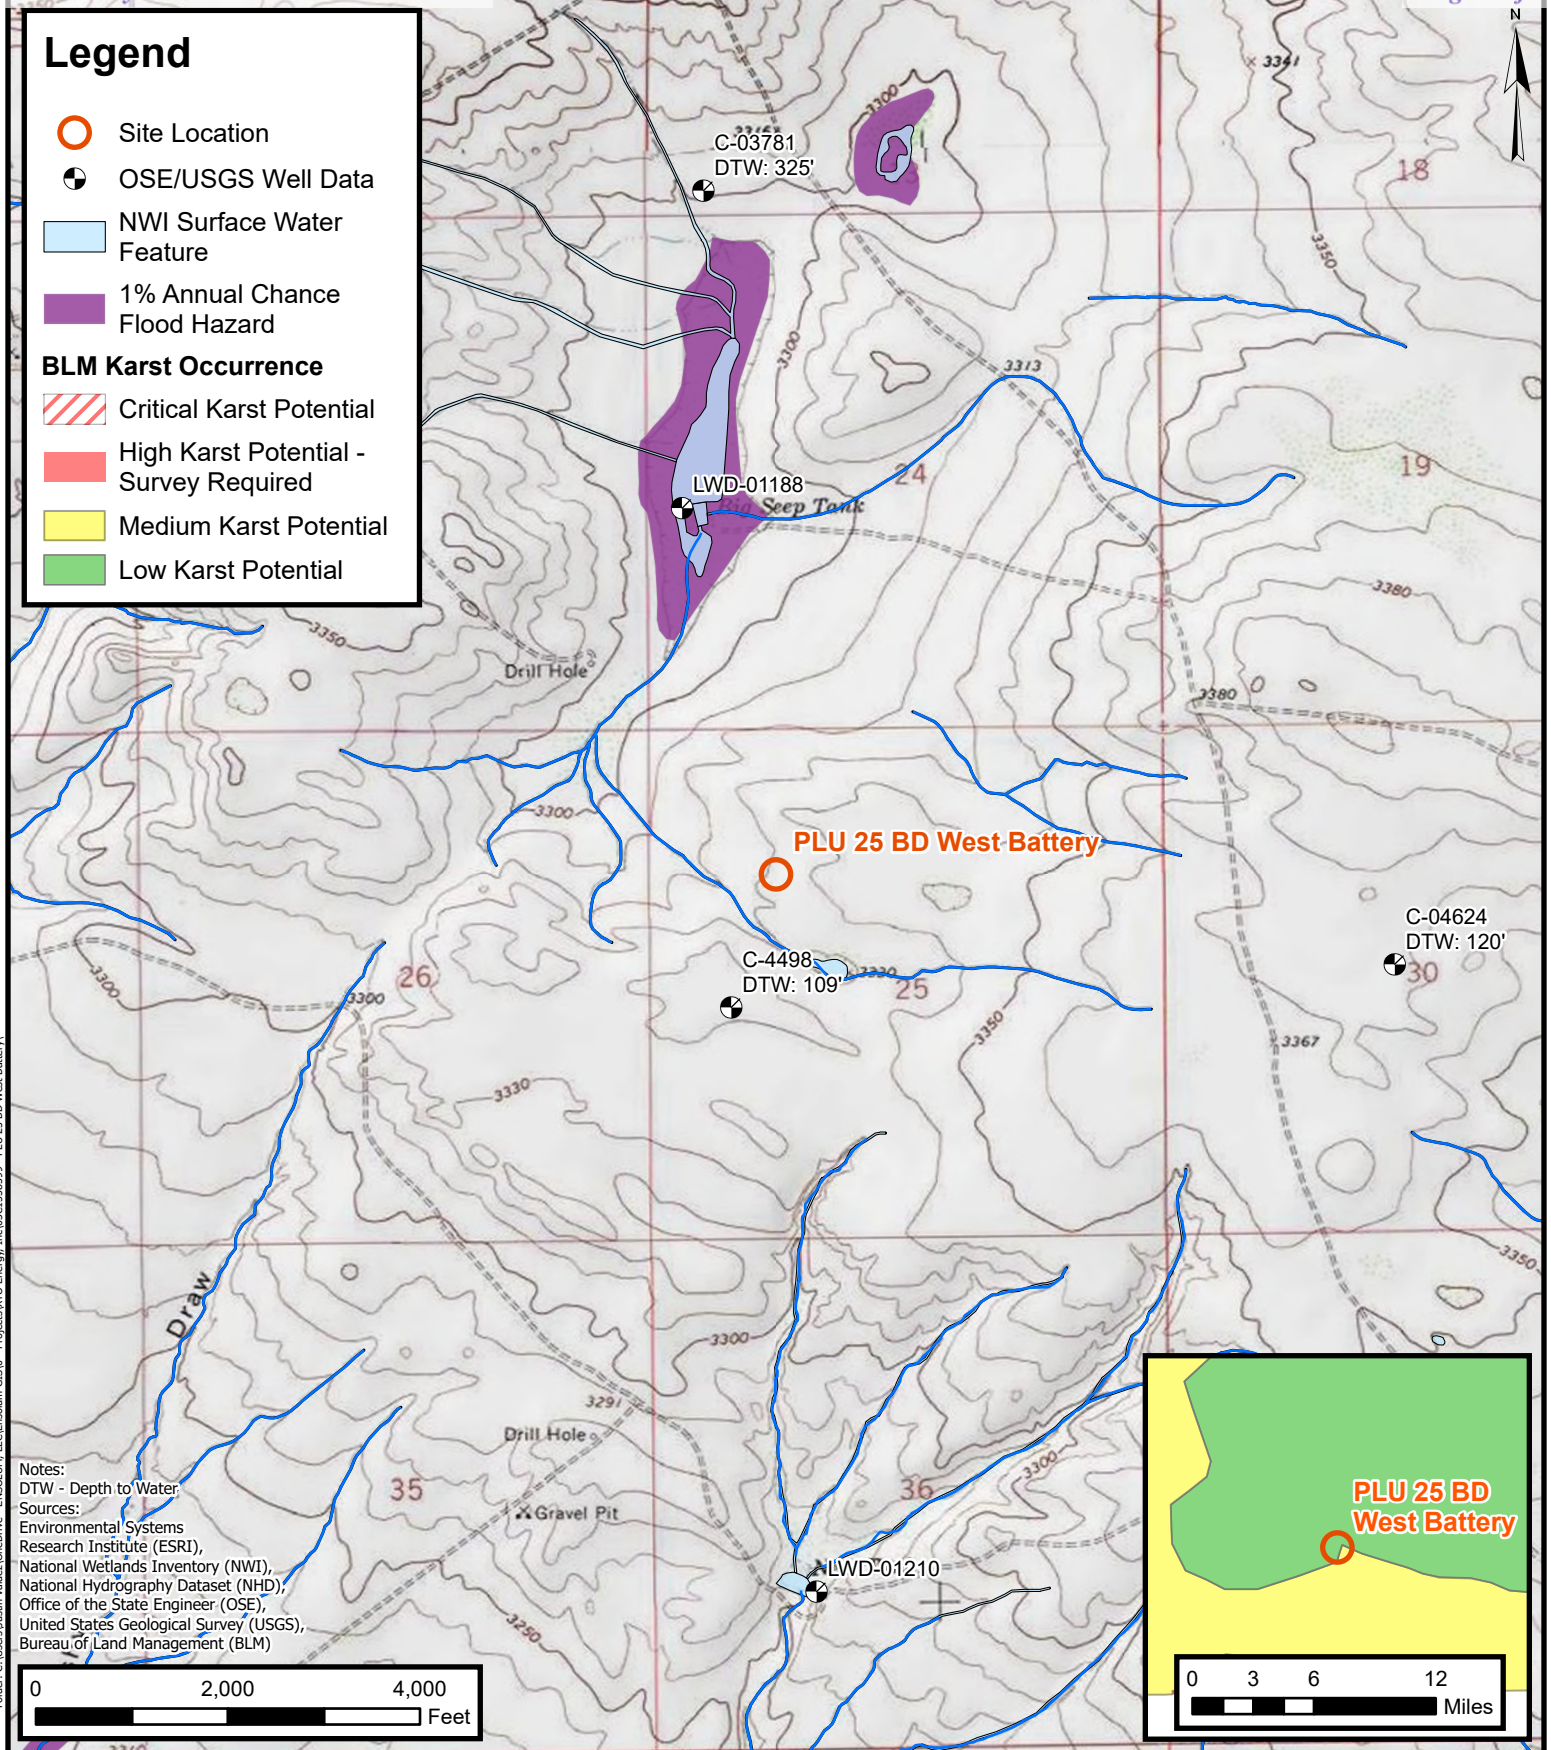 Legend
Site Location
OSE/USGS Well Data
NWI Surface Water
Feature
1% Annual Chance
Flood Hazard
BLM Karst Occurrence
Critical Karst Potential
High Karst Potential -
Survey Required
Medium Karst Potential
Low Karst Potential
N
3341
3300
C-03781
DTW: 325'
18
3350
3300
3313
24
19
LWD-01188
Big Seep Tank
3380
3350
Drill Hole
3380
3300
PLU 25 BD West Battery
C-04624
DTW: 120'
30
26
3300
3300
C-4498
DTW: 109'
3330
25
3350
3367
3330
3350
Draw
3300
3291
Drill Hole
35
Gravel Pit
36
3300
LWD-01210
3250
Notes:
DTW - Depth to Water
Sources:
Environmental Systems
Research Institute (ESRI),
National Wetlands Inventory (NWI),
National Hydrography Dataset (NHD),
Office of the State Engineer (OSE),
United States Geological Survey (USGS),
Bureau of Land Management (BLM)
0 2,000 4,000
Feet
PLU 25 BD
West Battery
0 3 6 12
Miles